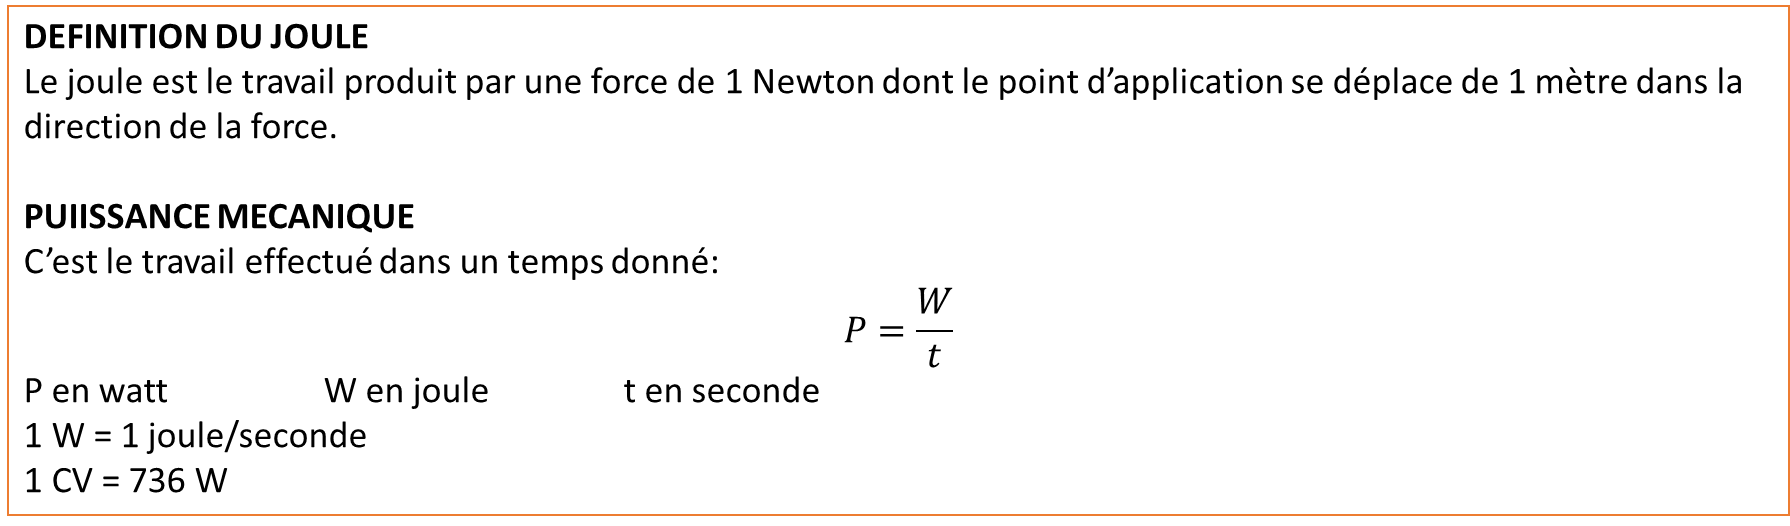 DEFINITION DU JOULE
Le joule est le travail produit par une force de 1 Newton dont le point d’application se déplace de 1 mètre dans la
direction de la force.
PUIISSANCE MECANIQUE
C’est le travail effectué dans un temps donné:
P = W/t
P en watt W en joule t en seconde
1 W = 1 joule/seconde
1 CV = 736 W